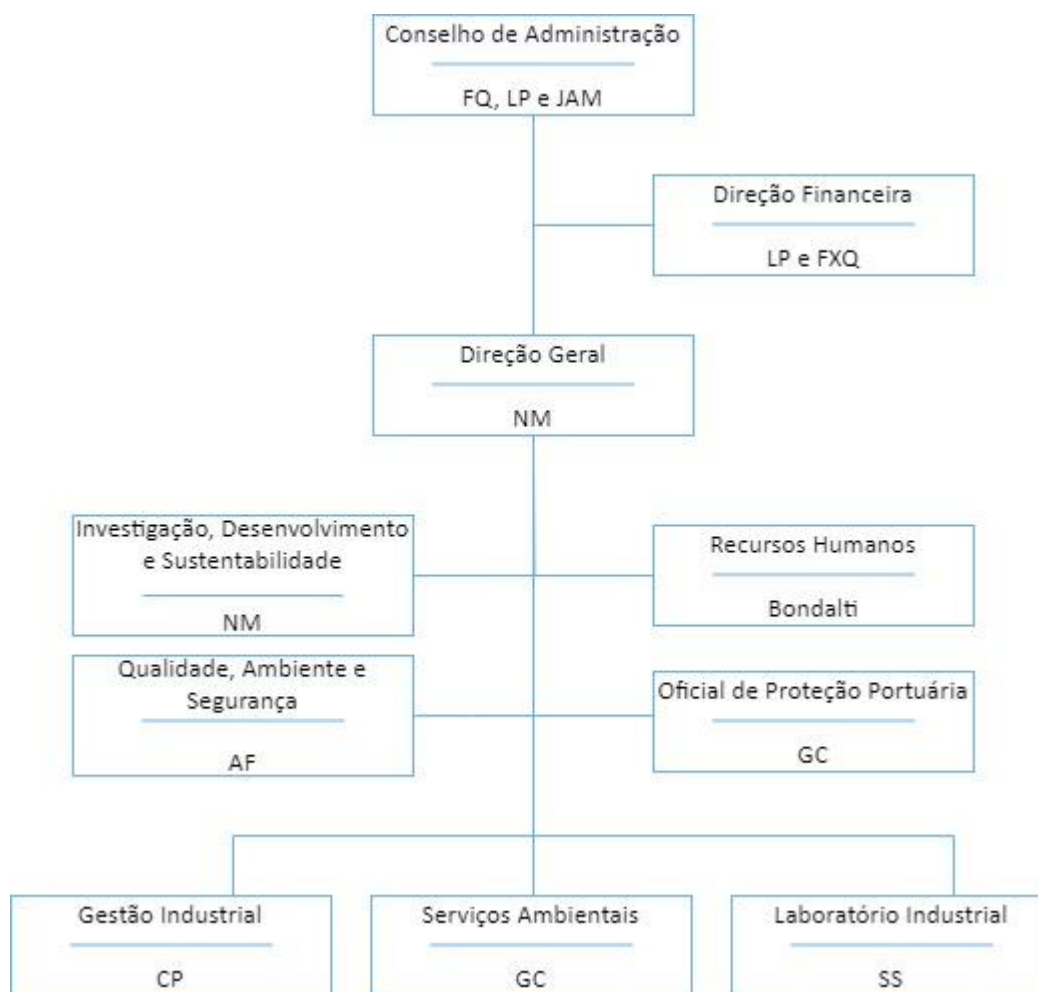 Conselho de Administração
FQ, LP e JAM
Direção Financeira
LP e FXQ
Direção Geral
NM
Investigação, Desenvolvimento
e Sustentabilidade
NM
Recursos Humanos
Bondalti
Qualidade, Ambiente e
Segurança
AF
Oficial de Proteção Portuária
GC
Gestão Industrial
CP
Serviços Ambientais
GC
Laboratório Industrial
SS